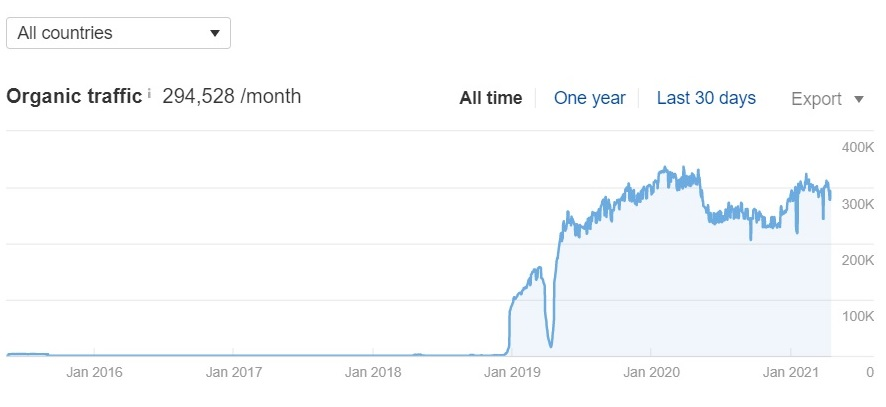 All countries
Organic traffic i 294,528 /month
All time One year Last 30 days Export
400K
300K
200K
100K
Jan 2016 Jan 2017 Jan 2018 Jan 2019 Jan 2020 Jan 2021 0